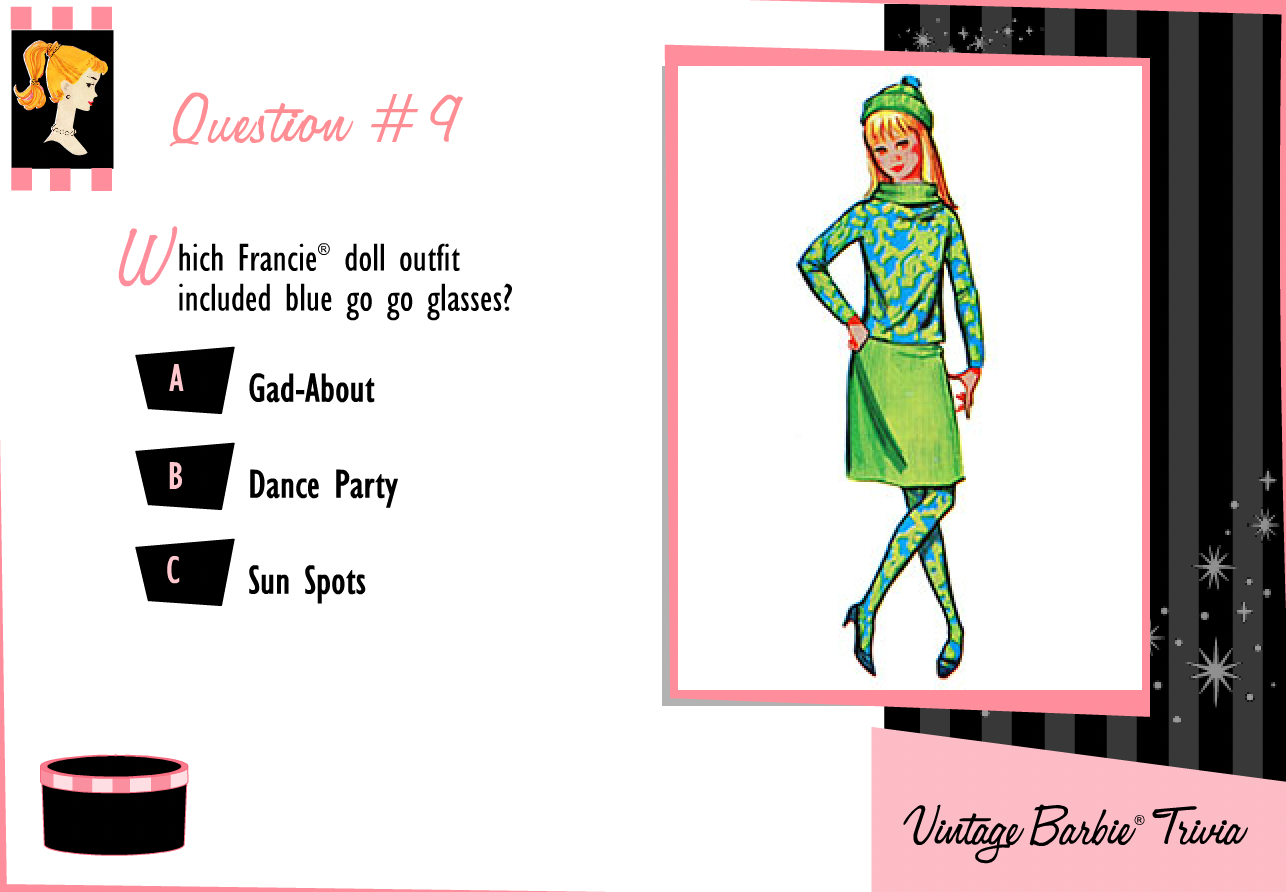 Question #9
Which Francie® doll outfit
included blue go go glasses?
A Gad-About
B Dance Party
C Sun Spots
Vintage Barbie® Trivia